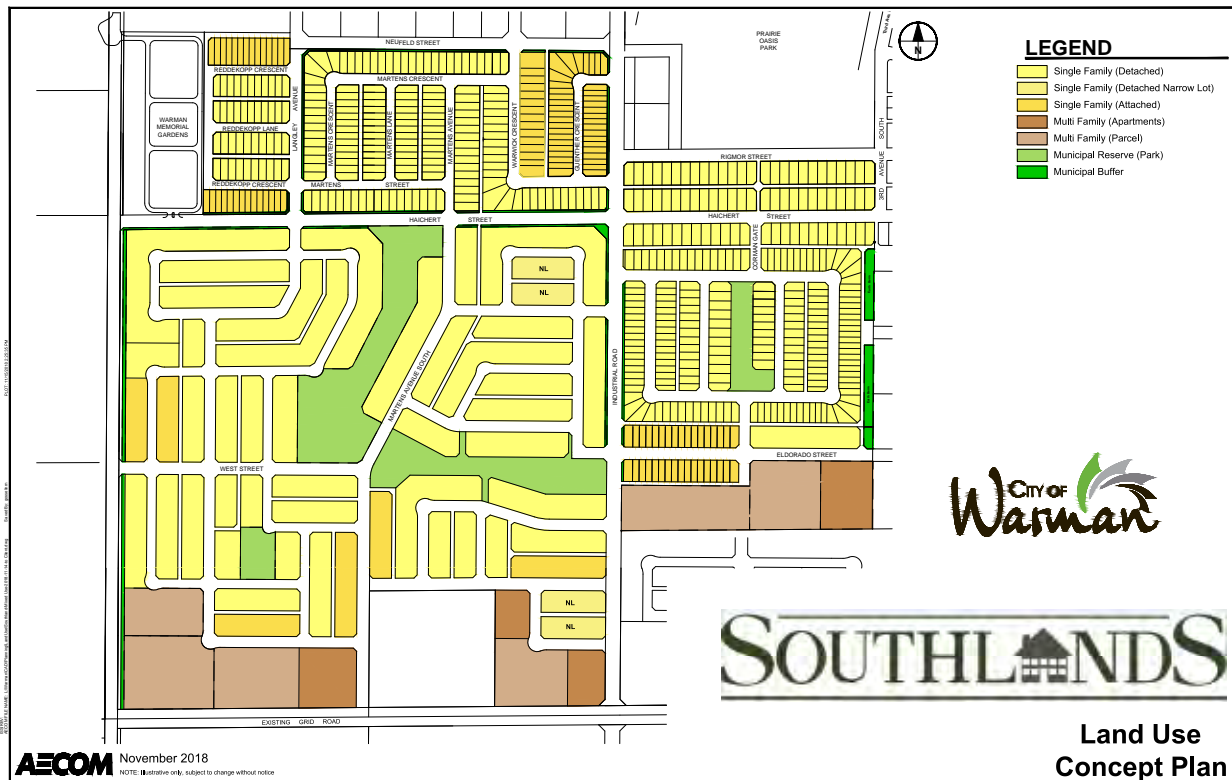 NEUFELD STREET
PRAIRIE
OASIS
PARK
N
LEGEND
Single Family (Detached)
Single Family (Detached Narrow Lot)
Single Family (Attached)
Multi Family (Apartments)
Multi Family (Parcel)
Municipal Reserve (Park)
Municipal Buffer
REDDEKOPP CRESCENT
MARTENS CRESCENT
LANGLEY AVENUE
MARTENS CRESCENT
MARTENS LANE
MARTENS AVENUE
WARWICK CRESCENT
GUENTHER CRESCENT
WARMAN
MEMORIAL
GARDENS
REDDEKOPP LANE
3RD AVENUE SOUTH
RIGMOR STREET
REDDEKOPP CRESCENT
MARTENS STREET
HAICHERT STREET
HAICHERT STREET
CORMAN GATE
NL
NL
INDUSTRIAL ROAD
MARTENS AVENUE SOUTH
WEST STREET
ELDORADO STREET
CITY OF
Warman
NL
NL
SOUTHLANDS
EXISTING GRID ROAD
Land Use
Concept Plan
AECOM
November 2018
NOTE: Illustrative only, subject to change without notice